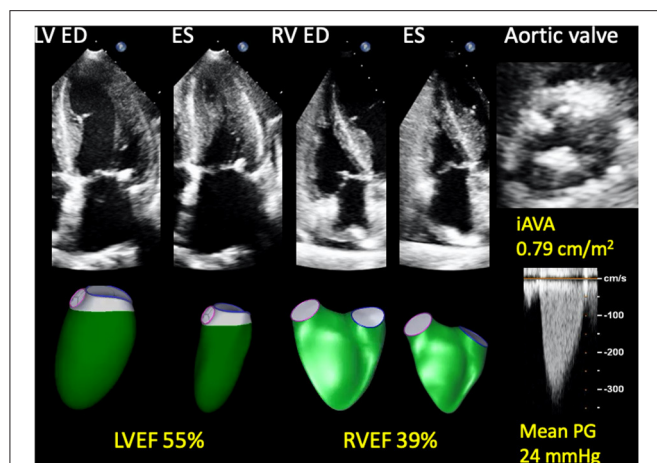 LV ED
ES
RV ED
ES
Aortic valve
iAVA
0.79 cm/m²
cm/s
-100
-200
-300
Mean PG
24 mmHg
LVEF 55%
RVEF 39%